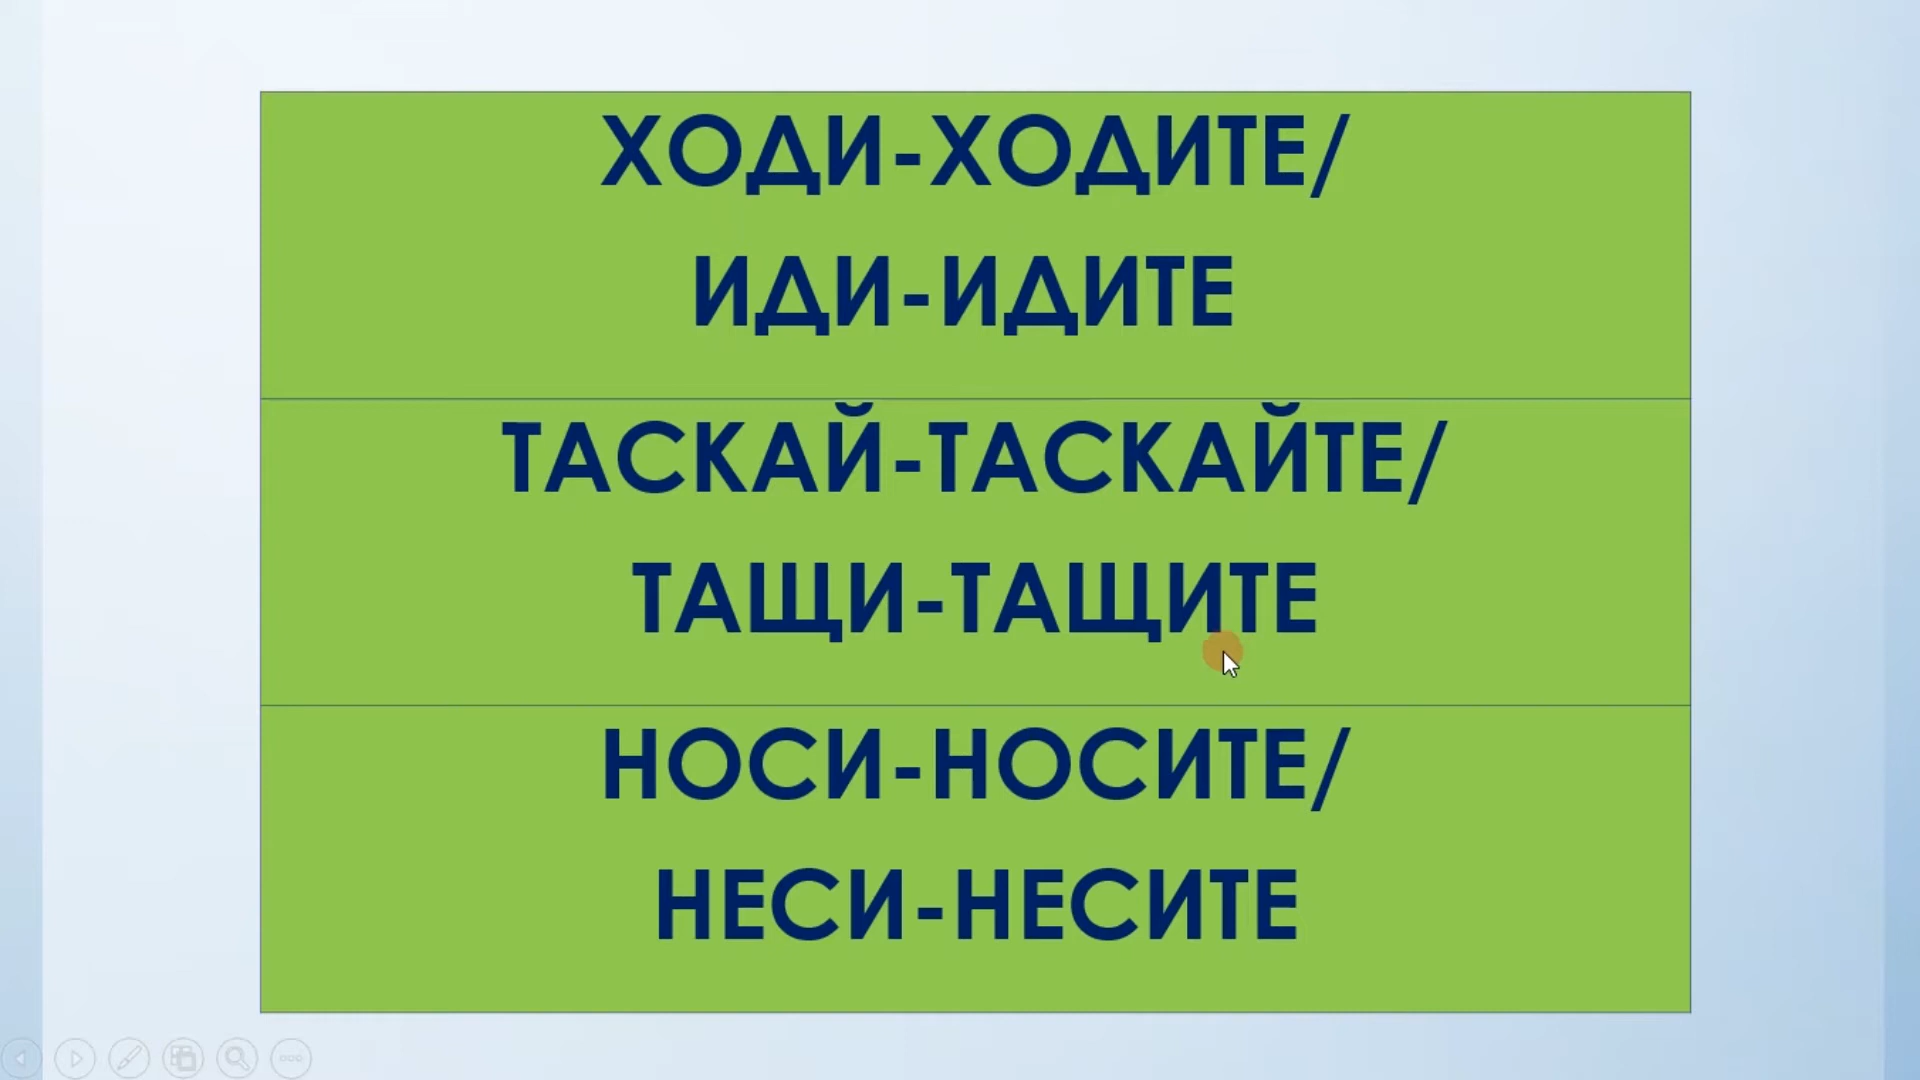 ХОДИ-ХОДИТЕ/
ИДИ-ИДИТЕ
ТАСКАЙ-ТАСКАЙТЕ/
ТАЩИ-ТАЩИТЕ
НОСИ-НОСИТЕ/
НЕСИ-НЕСИТЕ